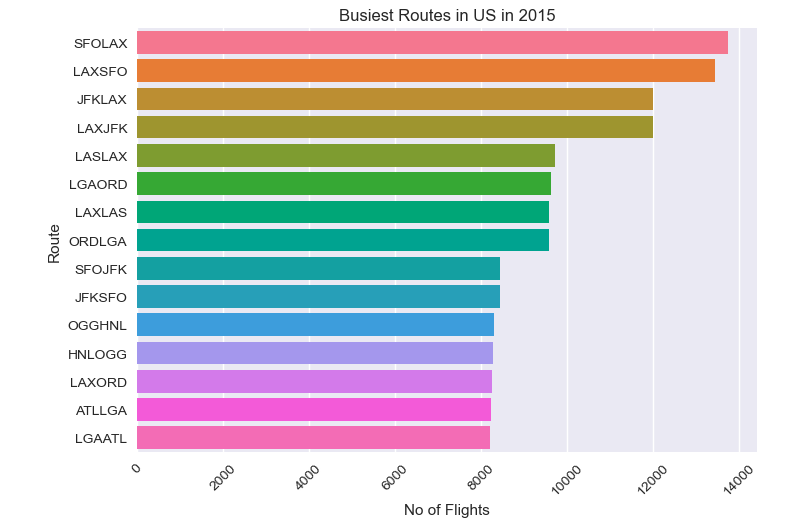 Busiest Routes in US in 2015
SFOLAX
LAXSFO
JFKLAX
LAXJFK
LASLAX
LGAORD
LAXLAS
ORDLGA
SFOJFK
JFKSFO
OGGHNL
HNLOGG
LAXORD
ATLLGA
LGAATL
Route
0 2000 4000 6000 8000 10000 12000 14000
No of Flights